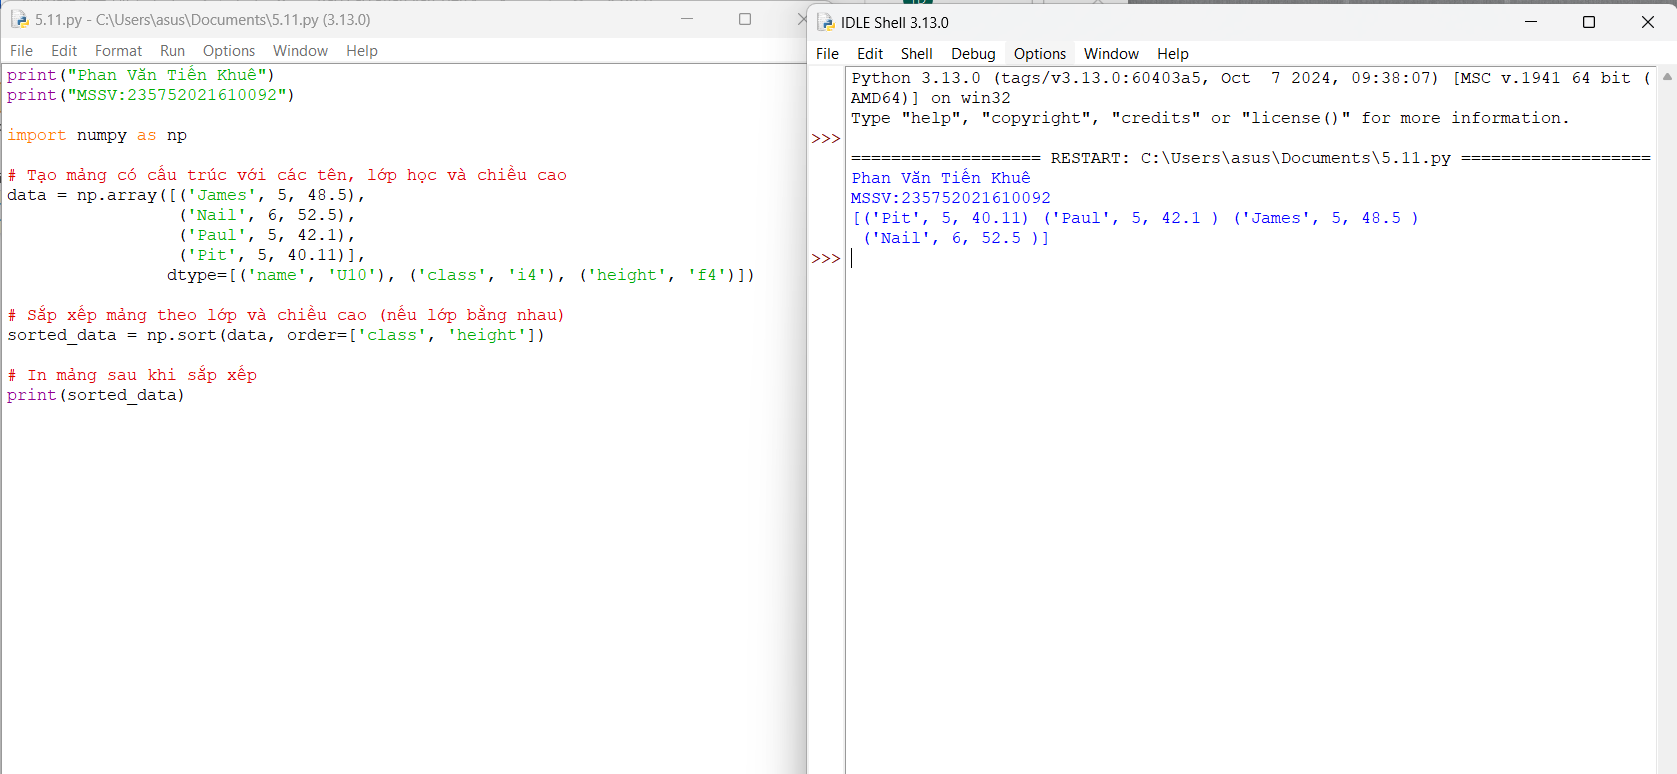 5.11.py - C:\Users\asus\Documents\5.11.py (3.13.0)
File Edit Format Run Options Window Help
print("Phan Văn Tiến Khuê")
print("MSSV:235752021610092")
import numpy as np
# Tạo mảng có cấu trúc với các tên, lớp học và chiều cao
data = np.array([('James', 5, 48.5),
('Nail', 6, 52.5),
('Paul', 5, 42.1),
('Pit', 5, 40.11)],
dtype=[('name', 'U10'), ('class', 'i4'), ('height', 'f4')])
# Sắp xếp mảng theo lớp và chiều cao (nếu lớp bằng nhau)
sorted_data = np.sort(data, order=['class', 'height'])
# In mảng sau khi sắp xếp
print(sorted_data)
IDLE Shell 3.13.0
File Edit Shell Debug Options Window Help
Python 3.13.0 (tags/v3.13.0:60403a5, Oct  7 2024, 09:38:07) [MSC v.1941 64 bit (
AMD64)] on win32
Type "help", "copyright", "credits" or "license()" for more information.
>>>
=================== RESTART: C:\Users\asus\Documents\5.11.py ===================
Phan Văn Tiến Khuê
MSSV:235752021610092
[('Pit', 5, 40.11) ('Paul', 5, 42.1 ) ('James', 5, 48.5 )
('Nail', 6, 52.5 )]
>>>